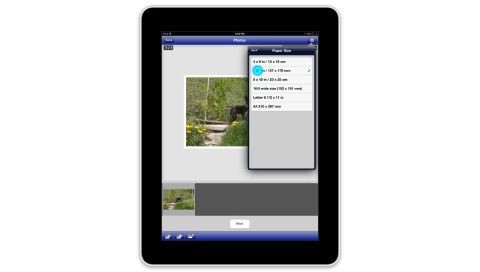 Photos
Paper Size
4 x 6 in / 10 x 15 cm
in / 127 x 178 mm
8 x 10 in / 20 x 25 cm
16:9 wide size (102 x 181 mm)
Letter 8 1/2 x 11 in
A4 210 x 297 mm
Print